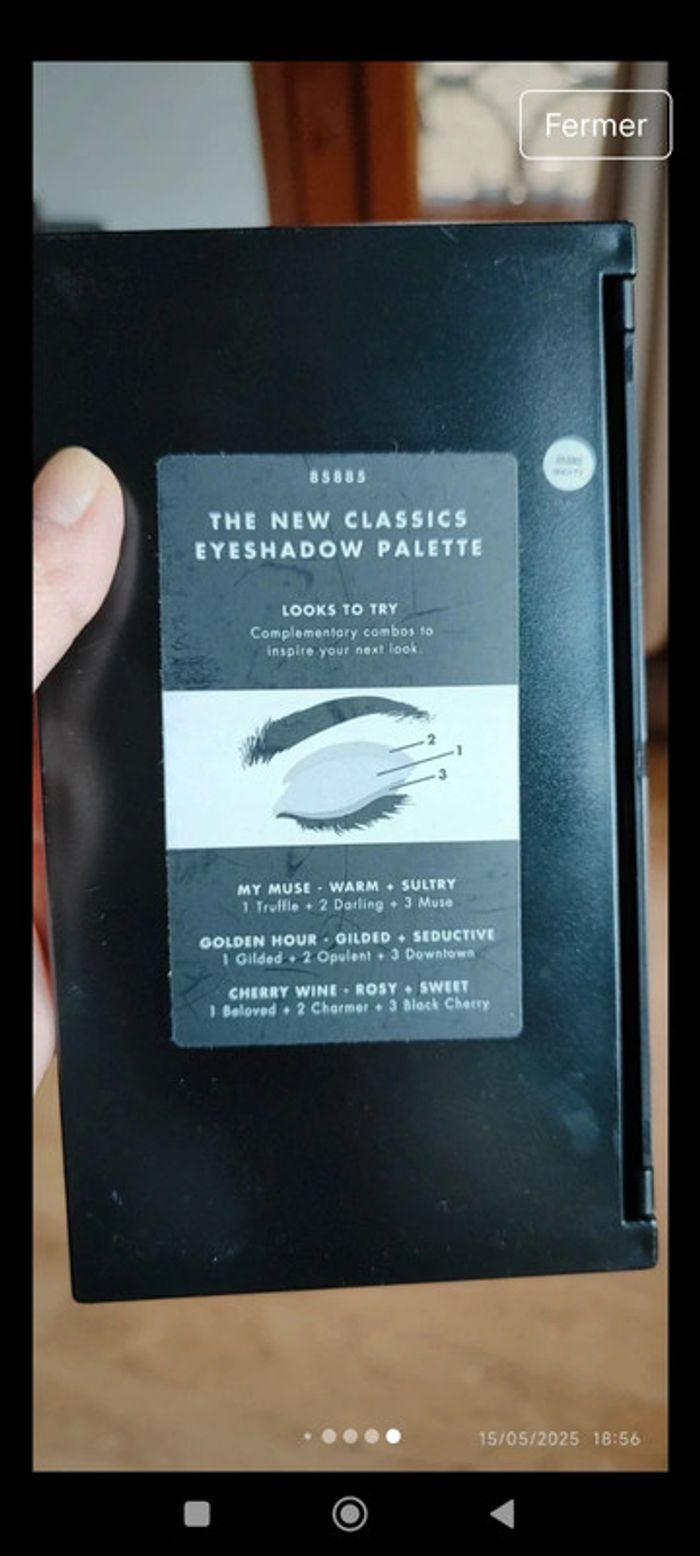 Fermer
85885
THE NEW CLASSICS
EYESHADOW PALETTE
LOOKS TO TRY
Complementary combos to
inspire your next look.
2
1
3
MY MUSE - WARM + SULTRY
1 Truffle + 2 Darling + 3 Muse
GOLDEN HOUR - GILDED + SEDUCTIVE
1 Gilded + 2 Opulent + 3 Downtown
CHERRY WINE - ROSY + SWEET
1 Beloved + 2 Charmer + 3 Black Cherry
15/05/2025 18:56